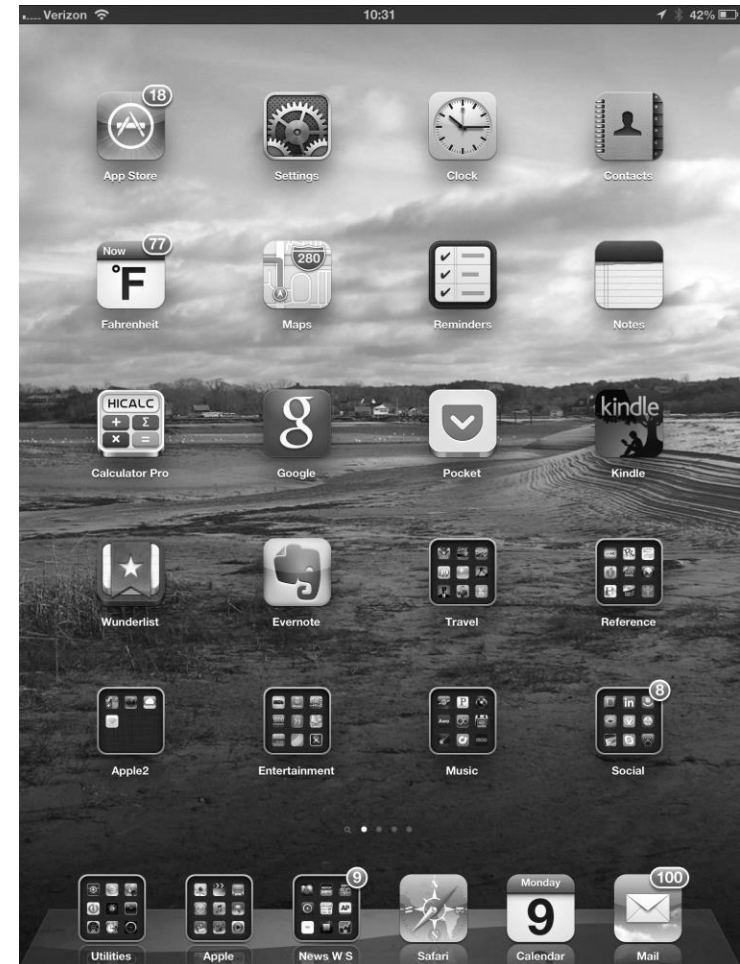 Verizon 10:31 42%
18
App Store Settings Clock Contacts
Now 77 280
°F
Fahrenheit Maps Reminders Notes
HICALC g kindle
+ Σ
× =
Calculator Pro Google Pocket Kindle
Wunderlist Evernote Travel Reference
8
in
Apple2 Entertainment Music Social
9 Monday 100
AP 9
Utilities Apple News W S Safari Calendar Mail